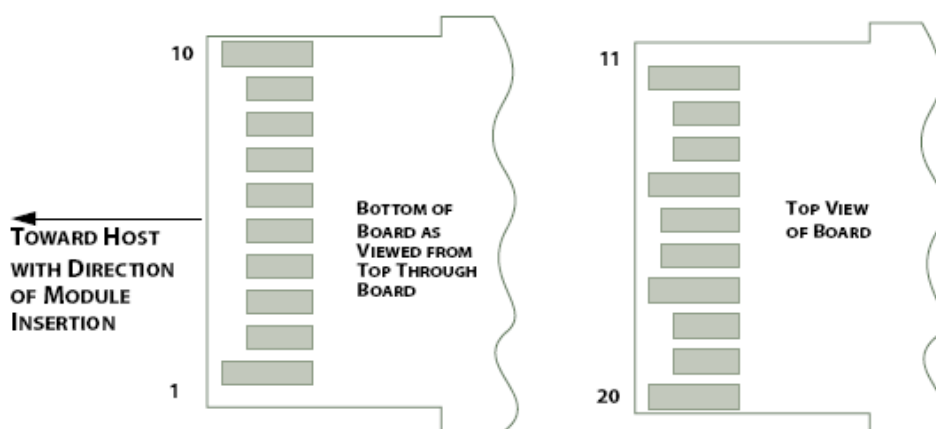 10
1
TOWARD HOST
WITH DIRECTION
OF MODULE
INSERTION
BOTTOM OF
BOARD AS
VIEWED FROM
TOP THROUGH
BOARD
11
20
TOP VIEW
OF BOARD